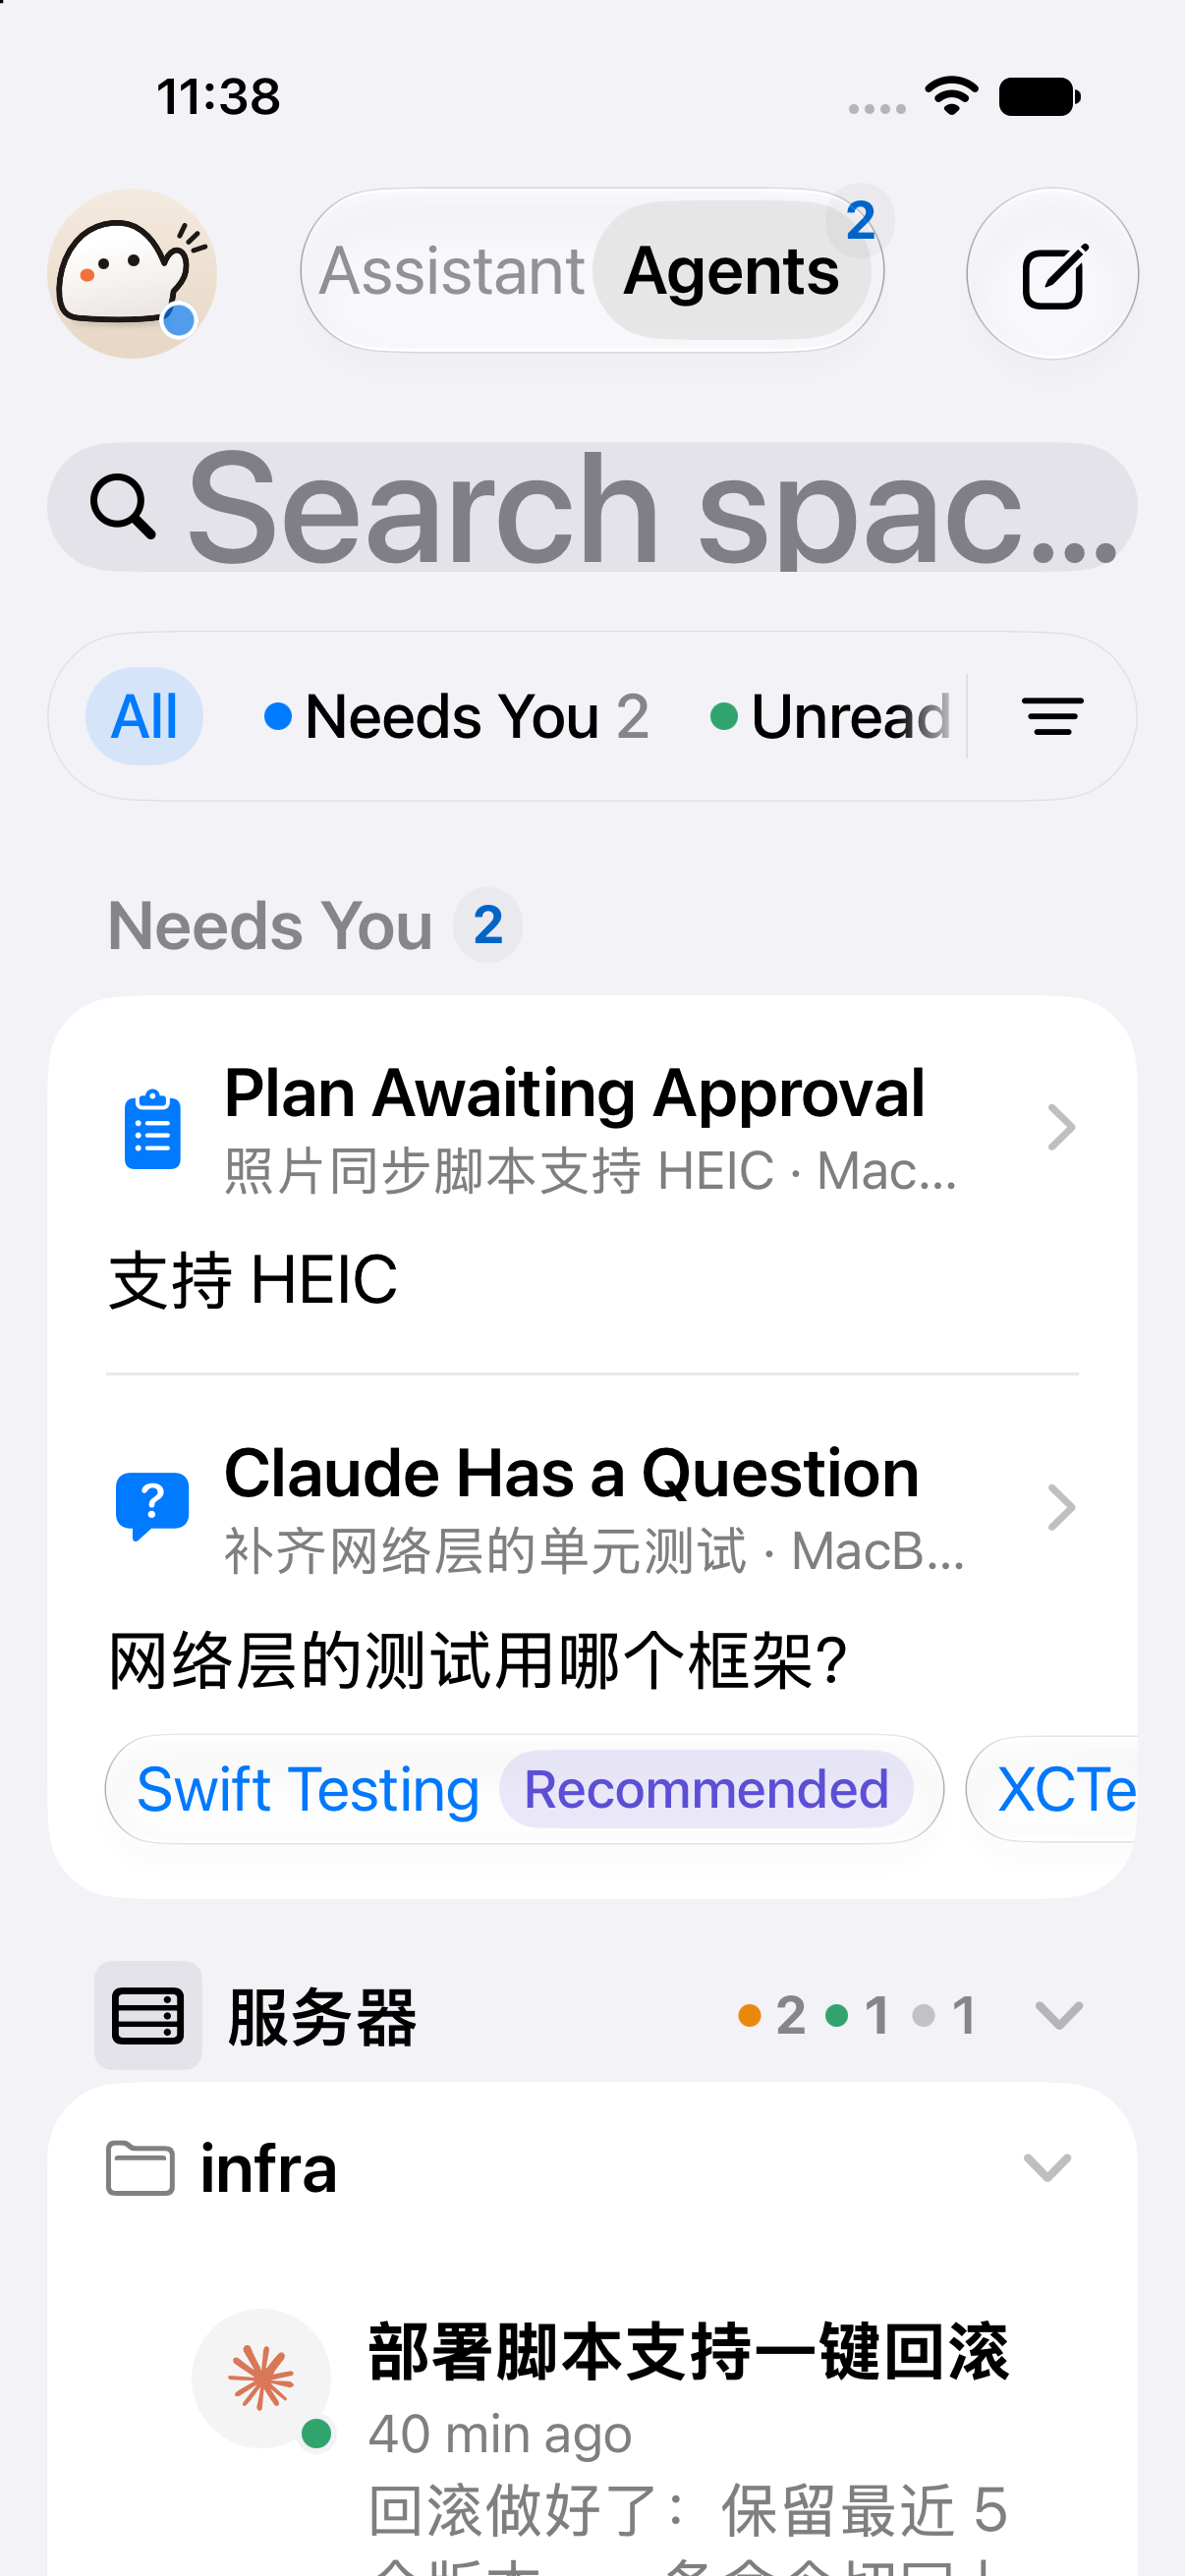 11:38
Assistant Agents 2
Search spac...
All Needs You 2 Unread
Needs You 2
Plan Awaiting Approval
照片同步脚本支持 HEIC · Mac...
支持 HEIC
Claude Has a Question
补齐网络层的单元测试 · MacB...
网络层的测试用哪个框架?
Swift Testing Recommended XCTe
服务器 2 1 1
infra
部署脚本支持一键回滚
40 min ago
回滚做好了：保留最近 5